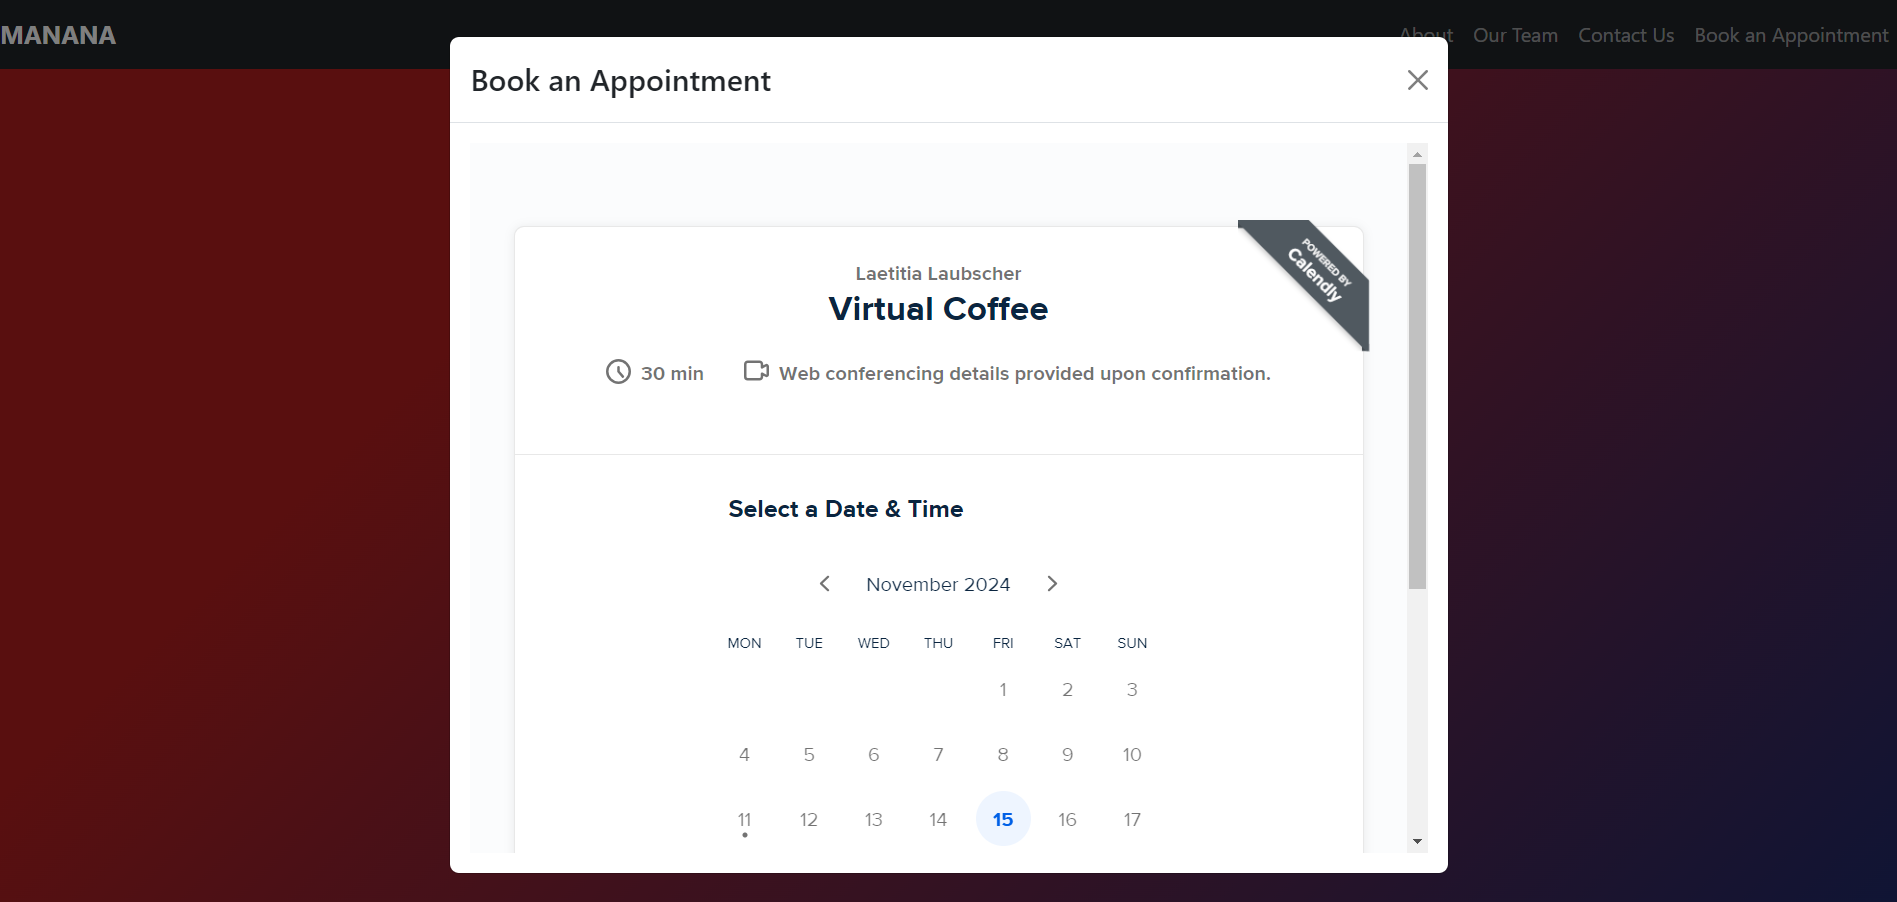 MANANA
About Our Team Contact Us Book an Appointment
Book an Appointment
POWERED BY
Calendly
Laetitia Laubscher
Virtual Coffee
30 min Web conferencing details provided upon confirmation.
Select a Date & Time
November 2024
MON TUE WED THU FRI SAT SUN
1 2 3
4 5 6 7 8 9 10
11 12 13 14 15 16 17